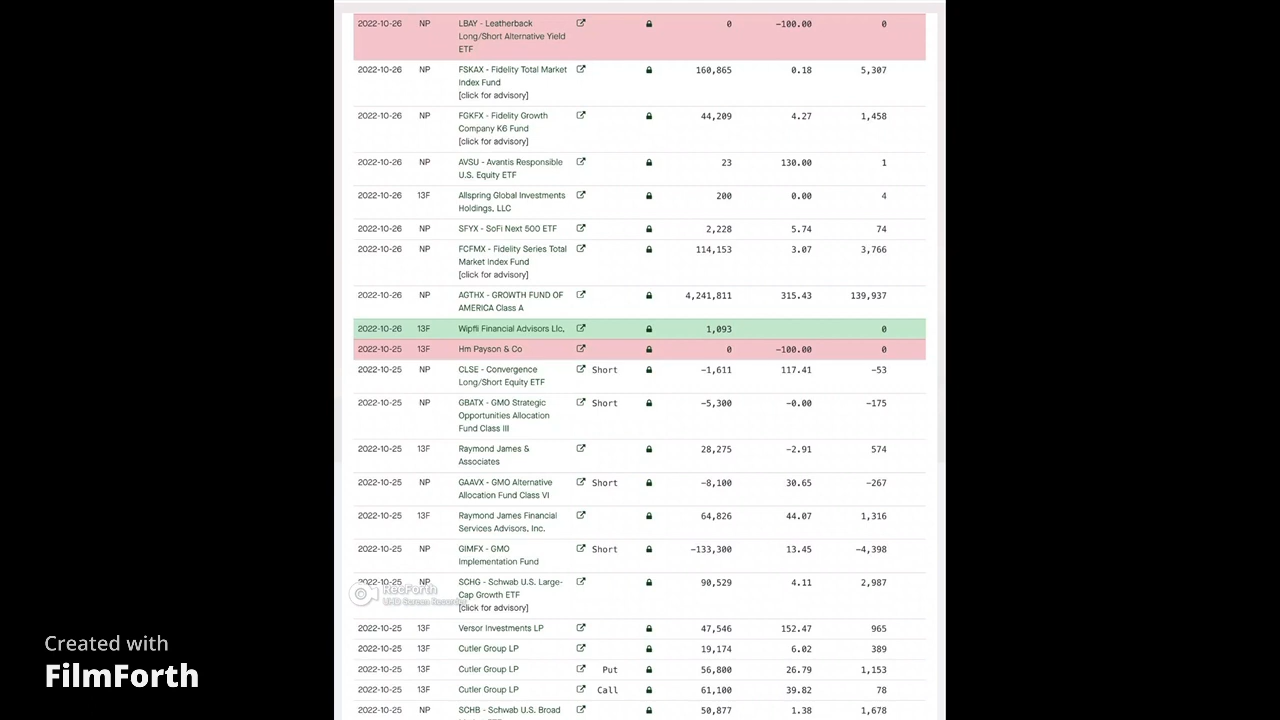 2022-10-26 NP LBAY - Leatherback 0 -100.00 0
Long/Short Alternative Yield
ETF
2022-10-26 NP FSKAX - Fidelity Total Market 160,865 0.18 5,307
Index Fund
[click for advisory]
2022-10-26 NP FGKFX - Fidelity Growth 44,209 4.27 1,458
Company K6 Fund
[click for advisory]
2022-10-26 NP AVSU - Avantis Responsible 23 130.00 1
U.S. Equity ETF
2022-10-26 13F Allspring Global Investments 200 0.00 4
Holdings, LLC
2022-10-26 NP SFYX - SoFi Next 500 ETF 2,228 5.74 74
2022-10-26 NP FCFMX - Fidelity Series Total 114,153 3.07 3,766
Market Index Fund
[click for advisory]
2022-10-26 NP AGTHX - GROWTH FUND OF 4,241,811 315.43 139,937
AMERICA Class A
2022-10-26 13F Wipfli Financial Advisors Llc, 1,093 0
2022-10-25 13F Hm Payson & Co 0 -100.00 0
2022-10-25 NP CLSE - Convergence Short -1,611 117.41 -53
Long/Short Equity ETF
2022-10-25 NP GBATX - GMO Strategic Short -5,300 -0.00 -175
Opportunities Allocation
Fund Class III
2022-10-25 13F Raymond James & 28,275 -2.91 574
Associates
2022-10-25 NP GAAVX - GMO Alternative Short -8,100 30.65 -267
Allocation Fund Class VI
2022-10-25 13F Raymond James Financial 64,826 44.07 1,316
Services Advisors, Inc.
2022-10-25 NP GIMFX - GMO Short -133,300 13.45 -4,398
Implementation Fund
2022-10-25 NP SCHG - Schwab U.S. Large- 90,529 4.11 2,987
Cap Growth ETF
[click for advisory]
RecForth
UHD Screen Recorder
2022-10-25 13F Versor Investments LP 47,546 152.47 965
2022-10-25 13F Cutler Group LP 19,174 6.02 389
2022-10-25 13F Cutler Group LP Put 56,800 26.79 1,153
2022-10-25 13F Cutler Group LP Call 61,100 39.82 78
2022-10-25 NP SCHB - Schwab U.S. Broad 50,877 1.38 1,678
Created with
FilmForth